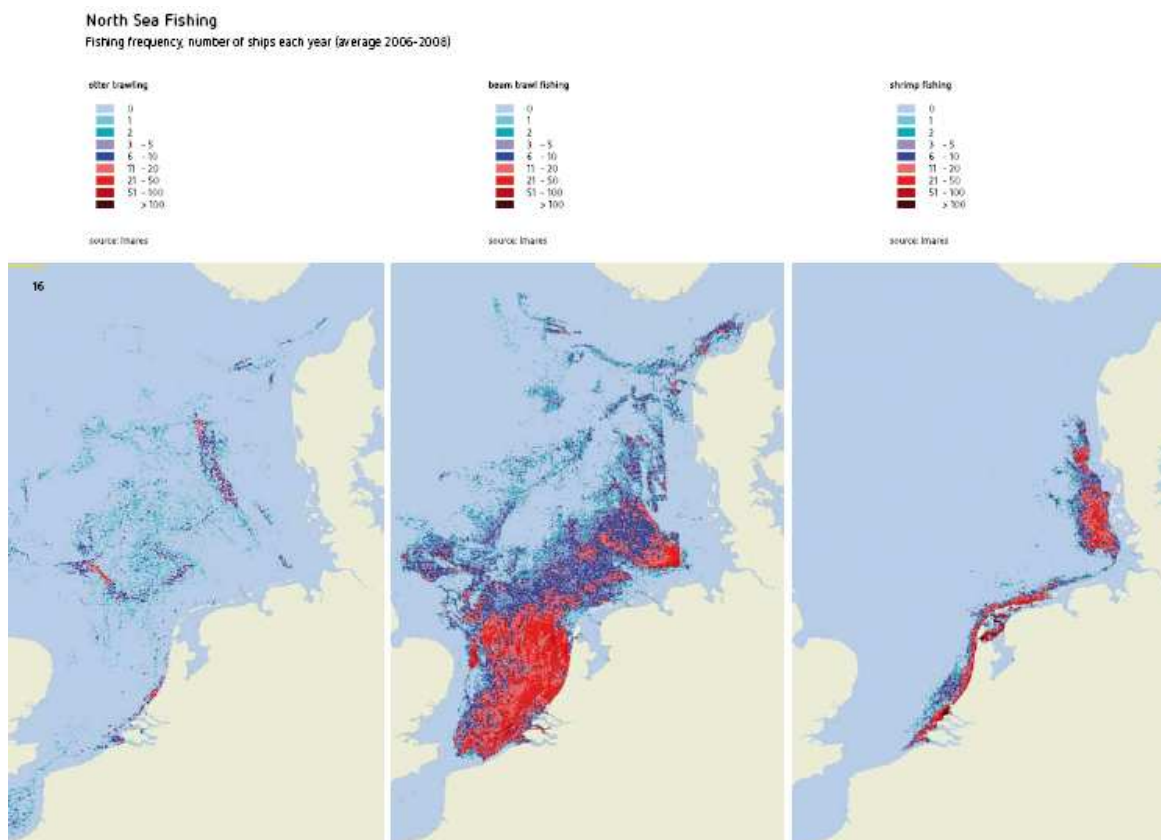 North Sea Fishing
Fishing frequency, number of ships each year (average 2006-2008)
otter trawling
0
1
2
3 - 5
6 - 10
11 - 20
21 - 50
51 - 100
> 100
source: Imares
beam trawl fishing
0
1
2
3 - 5
6 - 10
11 - 20
21 - 50
51 - 100
> 100
source: Imares
shrimp fishing
0
1
2
3 - 5
6 - 10
11 - 20
21 - 50
51 - 100
> 100
source: Imares
16